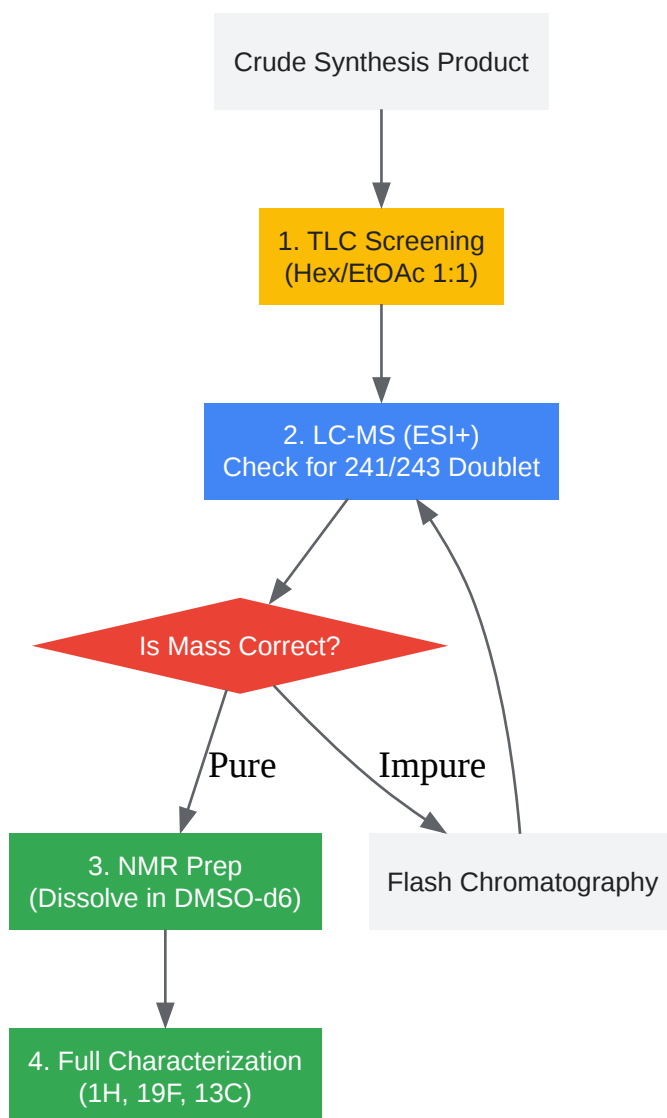 Crude Synthesis Product
1. TLC Screening
(Hex/EtOAc 1:1)
2. LC-MS (ESI+)
Check for 241/243 Doublet
Is Mass Correct?
Pure
Impure
3. NMR Prep
(Dissolve in DMSO-d6)
Flash Chromatography
4. Full Characterization
(1H, 19F, 13C)